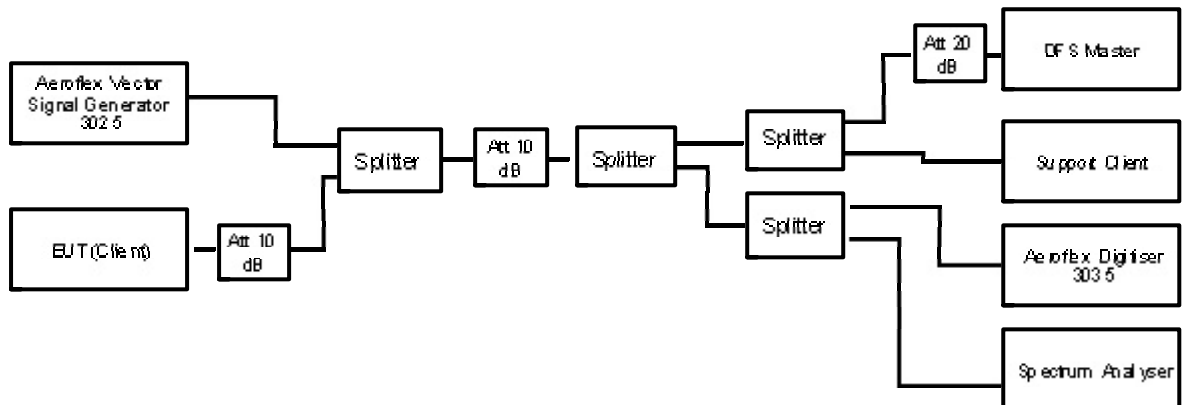 Aeroflex Vector
Signal Generator
3025
EUT(Client)
Att 10
dB
Splitter
Att 10
dB
Splitter
Splitter
Splitter
Att 20
dB
DFS Master
Support Client
Aeroflex Digitiser
3035
Spectrum Analyser